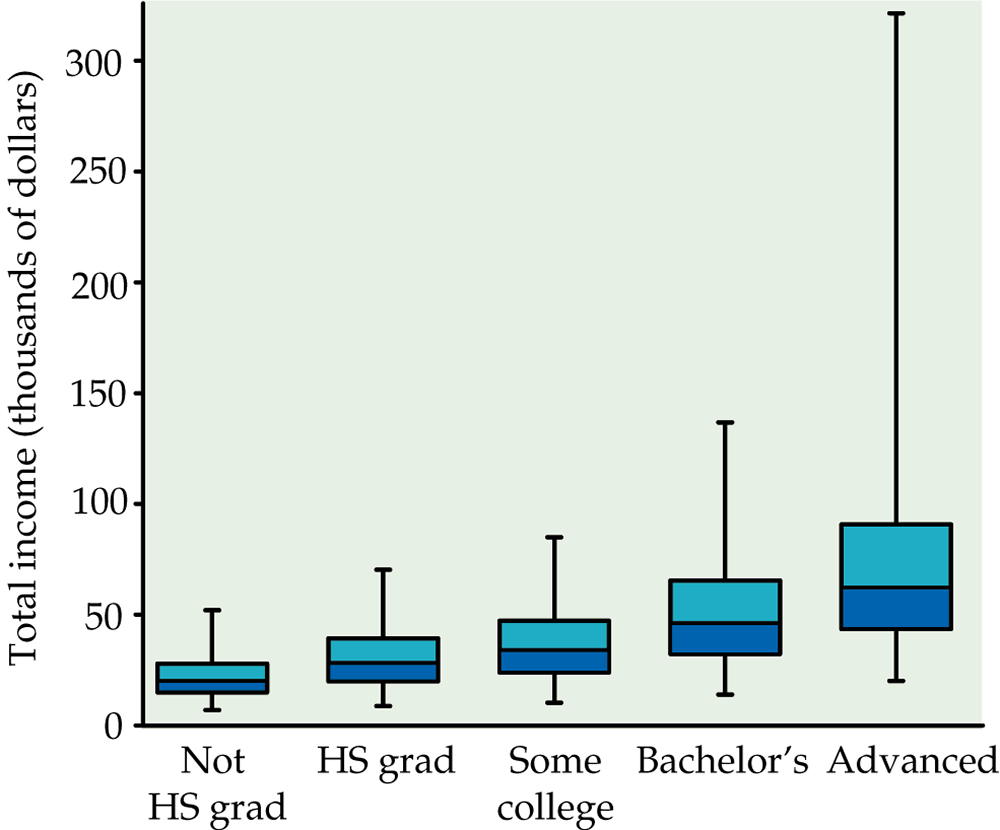 Total income (thousands of dollars)
300
250
200
150
100
50
0
Not
HS grad
HS grad
Some
college
Bachelor’s
Advanced